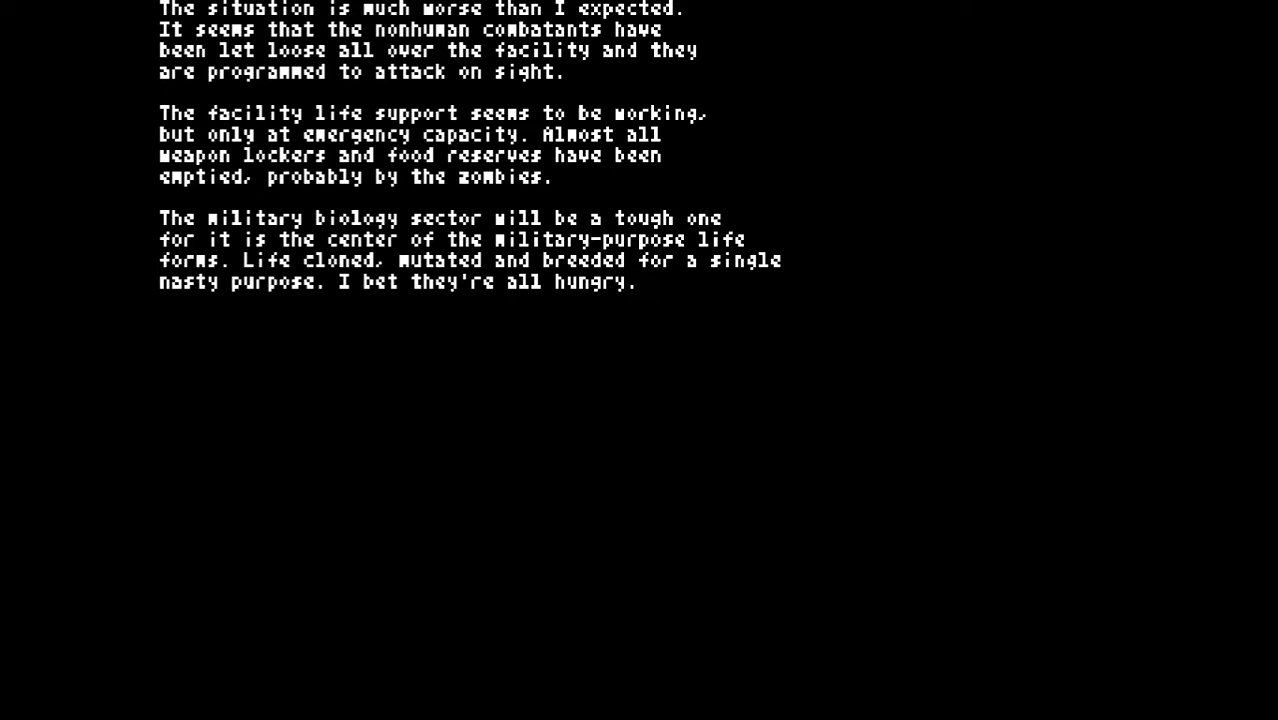 The situation is much worse than I expected.
It seems that the nonhuman combatants have
been let loose all over the facility and they
are programmed to attack on sight.
The facility life support seems to be working,
but only at emergency capacity. Almost all
weapon lockers and food reserves have been
emptied, probably by the zombies.
The military biology sector will be a tough one
for it is the center of the military-purpose life
forms. Life cloned, mutated and breeded for a single
nasty purpose. I bet they're all hungry.